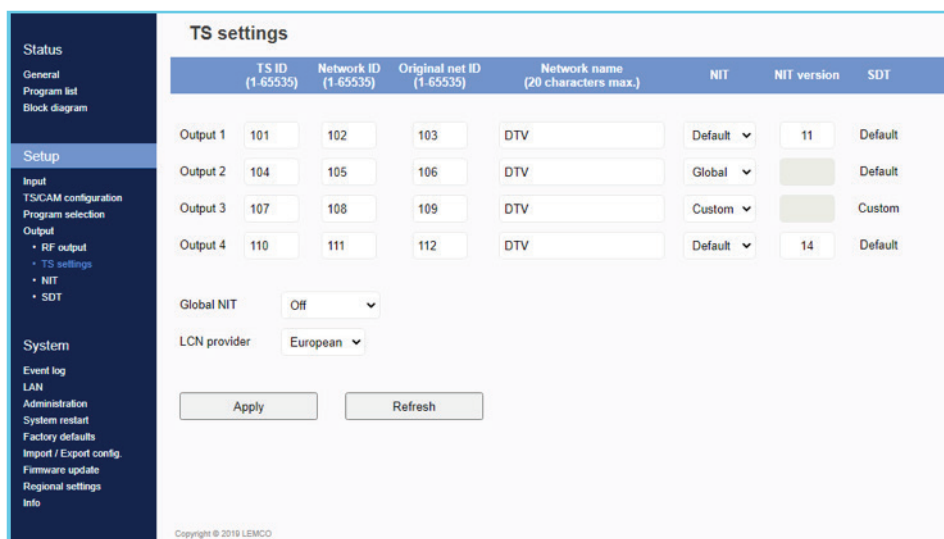 Status
General
Program list
Block diagram
Setup
Input
TS/CAM configuration
Program selection
Output
• RF output
• TS settings
• NIT
• SDT
System
Event log
LAN
Administration
System restart
Factory defaults
Import / Export config.
Firmware update
Regional settings
Info
TS settings
TS ID (1-65535) Network ID (1-65535) Original net ID (1-65535) Network name (20 characters max.) NIT NIT version SDT
Output 1 101 102 103 DTV Default 11 Default
Output 2 104 105 106 DTV Global Default
Output 3 107 108 109 DTV Custom Custom
Output 4 110 111 112 DTV Default 14 Default
Global NIT Off
LCN provider European
Apply Refresh
Copyright © 2019 LEMCO